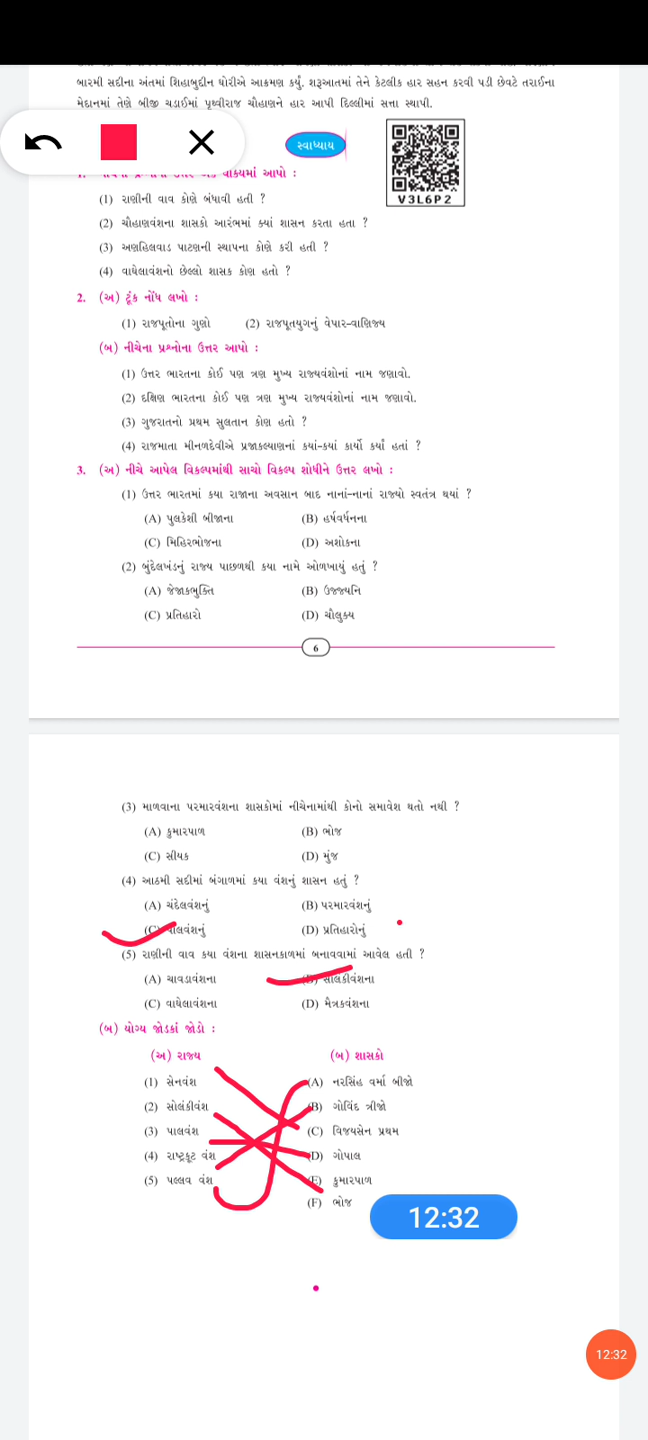 બારમી સદીના અંતમાં શિહાબુદ્દીન ઘોરીએ આક્રમણ કર્યું. શરૂઆતમાં તેને કેટલીક હાર સહન કરવી પડી છેવટે તરાઈના
મેદાનમાં તેણે બીજી ચડાઈમાં પૃથ્વીરાજ ચૌહાણને હાર આપી દિલ્લીમાં સત્તા સ્થાપી.
સ્વાધ્યાય
V3L6P2
વાક્યમાં આપો :
(1) રાણીની વાવ કોણે બંધાવી હતી ?
(2) ચૌહાણવંશના શાસકો આરંભમાં ક્યાં શાસન કરતા હતા ?
(3) અણહિલવાડ પાટણની સ્થાપના કોણે કરી હતી ?
(4) વાઘેલાવંશનો છેલ્લો શાસક કોણ હતો ?
2. (અ) ટૂંક નોંધ લખો :
(1) રાજપૂતોના ગુણો (2) રાજપૂતયુગનું વેપાર-વાણિજ્ય
(બ) નીચેના પ્રશ્નોના ઉત્તર આપો :
(1) ઉત્તર ભારતના કોઈ પણ ત્રણ મુખ્ય રાજ્યવંશોનાં નામ જણાવો.
(2) દક્ષિણ ભારતના કોઈ પણ ત્રણ મુખ્ય રાજ્યવંશોનાં નામ જણાવો.
(3) ગુજરાતનો પ્રથમ સુલતાન કોણ હતો ?
(4) રાજમાતા મીનળદેવીએ પ્રજાકલ્યાણનાં કયાં-કયાં કાર્યો કર્યાં હતાં ?
3. (અ) નીચે આપેલ વિકલ્પમાંથી સાચો વિકલ્પ શોધીને ઉત્તર લખો :
(1) ઉત્તર ભારતમાં કયા રાજાના અવસાન બાદ નાનાં-નાનાં રાજ્યો સ્વતંત્ર થયાં ?
(A) પુલકેશી બીજાના (B) હર્ષવર્ધનના
(C) મિહિરભોજના (D) અશોકના
(2) બુંદેલખંડનું રાજ્ય પાછળથી કયા નામે ઓળખાયું હતું ?
(A) જેજાકભુક્તિ (B) ઉજ્જયનિ
(C) પ્રતિહારો (D) ચૌલુક્ય
6
(3) માળવાના પરમારવંશના શાસકોમાં નીચેનામાંથી કોનો સમાવેશ થતો નથી ?
(A) કુમારપાળ (B) ભોજ
(C) સીયક (D) મુંજ
(4) આઠમી સદીમાં બંગાળમાં કયા વંશનું શાસન હતું ?
(A) ચંદેલવંશનું (B) પરમારવંશનું
(C) પાલવંશનું (D) પ્રતિહારોનું
(5) રાણીની વાવ કયા વંશના શાસનકાળમાં બનાવવામાં આવેલ હતી ?
(A) ચાવડાવંશના (B) સોલંકીવંશના
(C) વાઘેલાવંશના (D) મૈત્રકવંશના
(બ) યોગ્ય જોડકાં જોડો :
(અ) રાજ્ય (બ) શાસકો
(1) સેનવંશ (A) નરસિંહ વર્મા બીજો
(2) સોલંકીવંશ (B) ગોવિંદ ત્રીજો
(3) પાલવંશ (C) વિજયસેન પ્રથમ
(4) રાષ્ટ્રકૂટ વંશ (D) ગોપાલ
(5) પલ્લવ વંશ (E) કુમારપાળ
(F) ભોજ
12:32
12:32